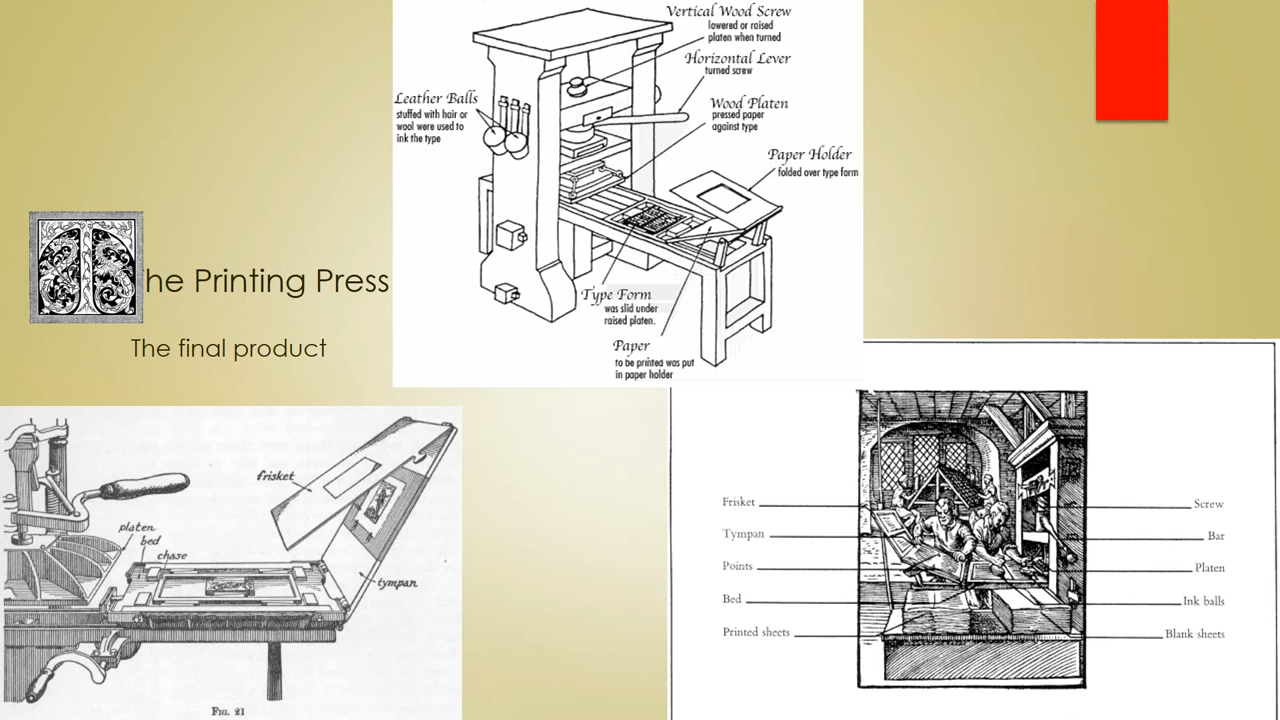 The Printing Press
The final product
Vertical Wood Screw
lowered or raised
platen when turned
Horizontal Lever
turned screw
Leather Balls
stuffed with hair or
wool were used to
ink the type
Wood Platen
pressed paper
against type
Paper Holder
folded over type form
Type Form
was slid under
raised platen.
Paper
to be printed was put
in paper holder
frisket
platen
bed
chase
tympan
FIG. 21
Frisket
Tympan
Points
Bed
Printed sheets
Screw
Bar
Platen
Ink balls
Blank sheets